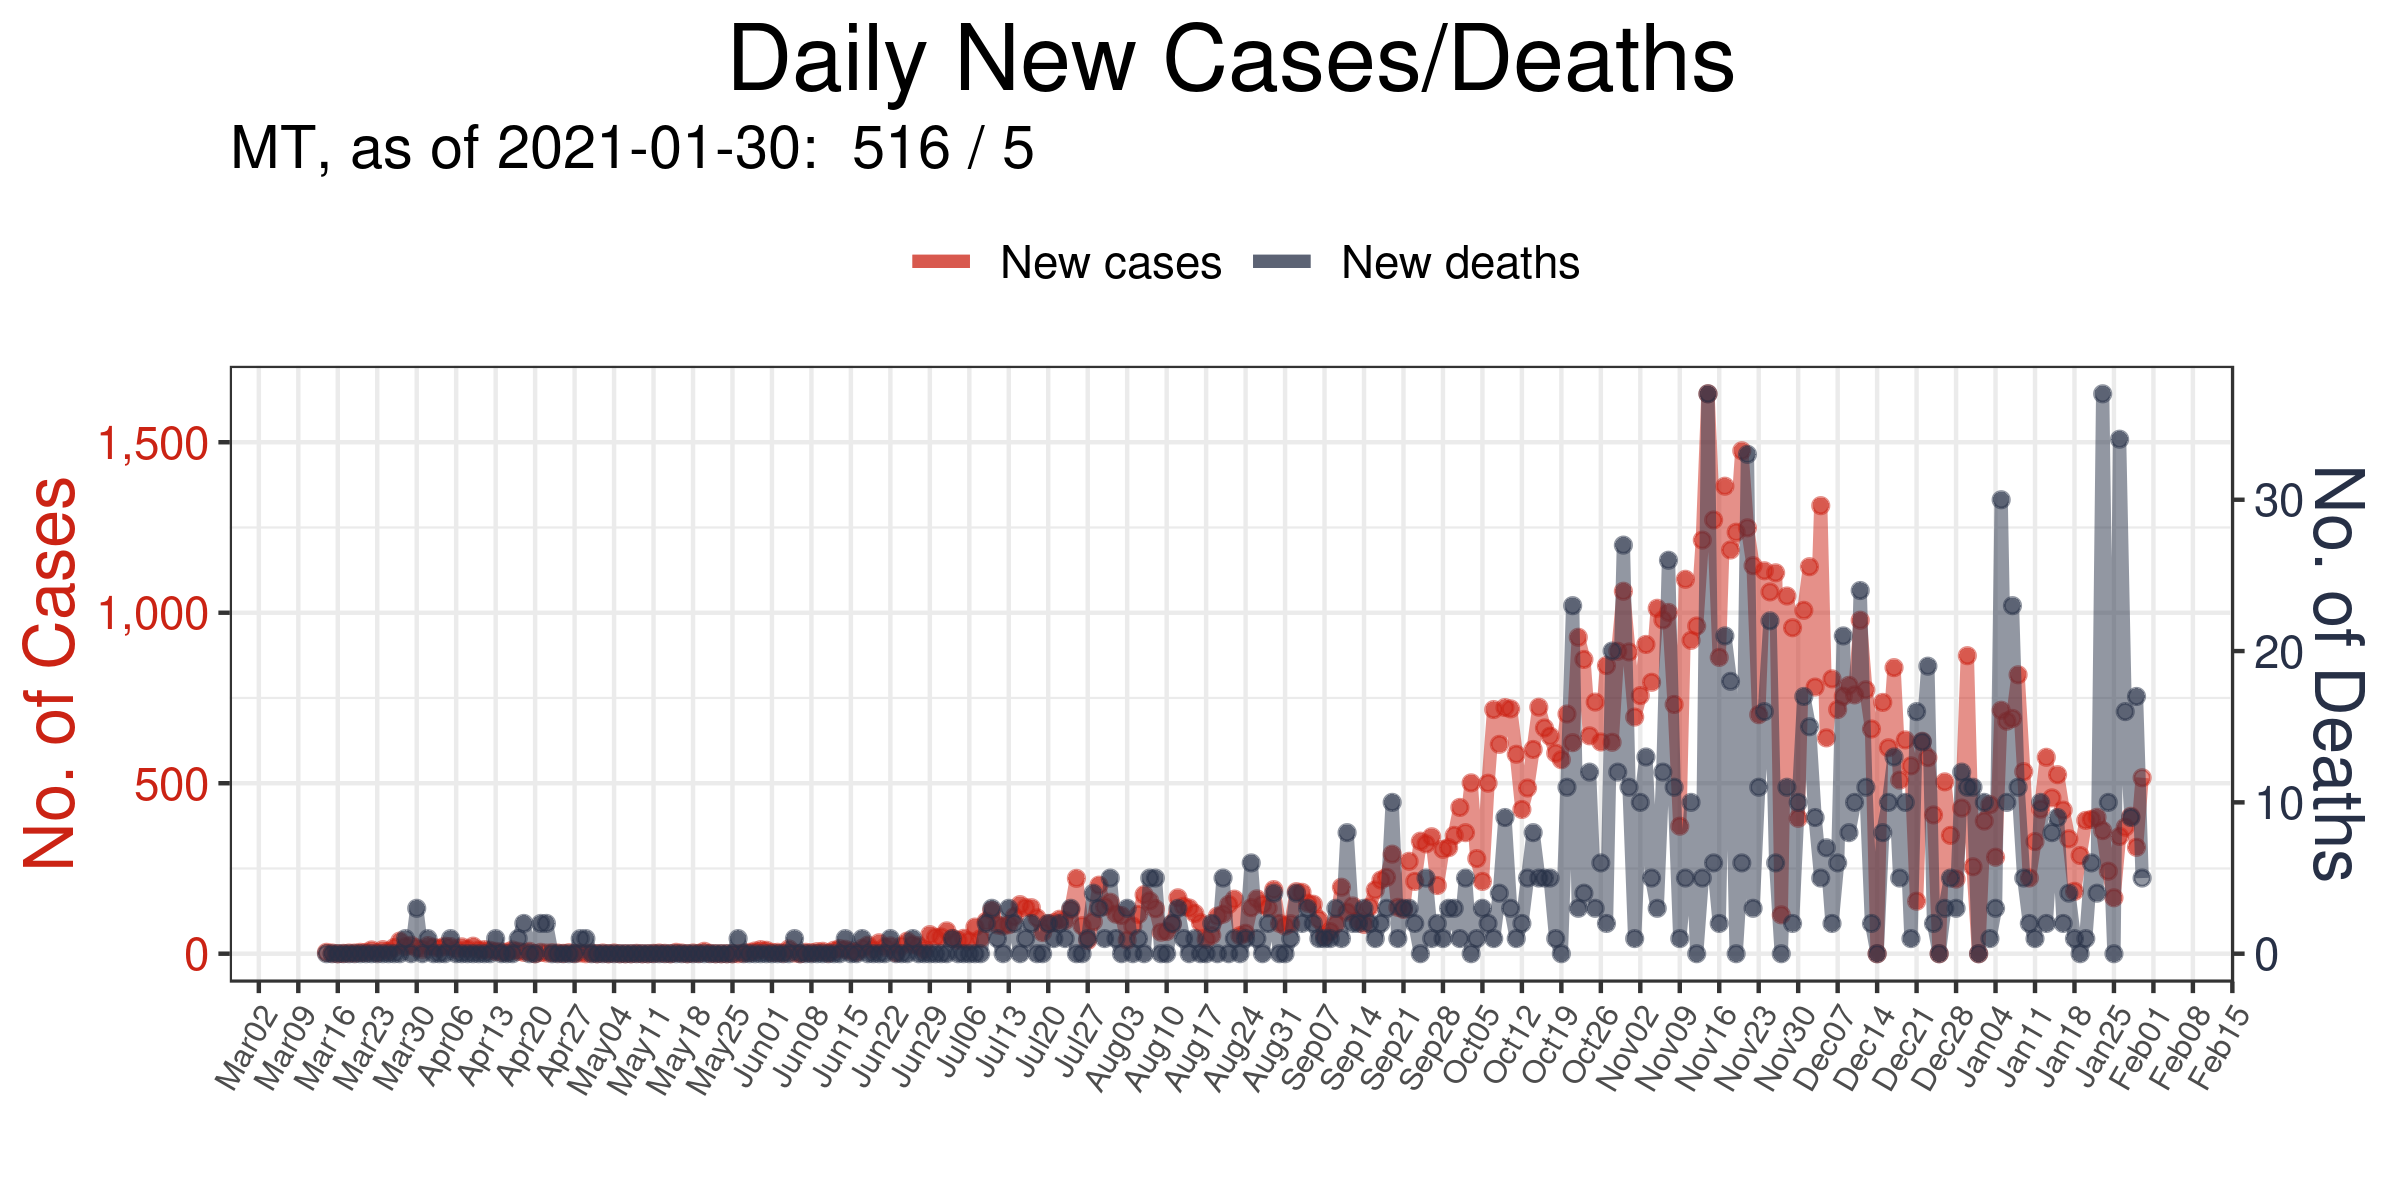 Daily New Cases/Deaths
MT, as of 2021-01-30:  516 / 5
New cases New deaths
No. of Cases
1,500
1,000
500
0
30
20
10
0
No. of Deaths
Mar02 Mar09 Mar16 Mar23 Mar30 Apr06 Apr13 Apr20 Apr27 May04 May11 May18 May25 Jun01 Jun08 Jun15 Jun22 Jun29 Jul06 Jul13 Jul20 Jul27 Aug03 Aug10 Aug17 Aug24 Aug31 Sep07 Sep14 Sep21 Sep28 Oct05 Oct12 Oct19 Oct26 Nov02 Nov09 Nov16 Nov23 Nov30 Dec07 Dec14 Dec21 Dec28 Jan04 Jan11 Jan18 Jan25 Feb01 Feb08 Feb15